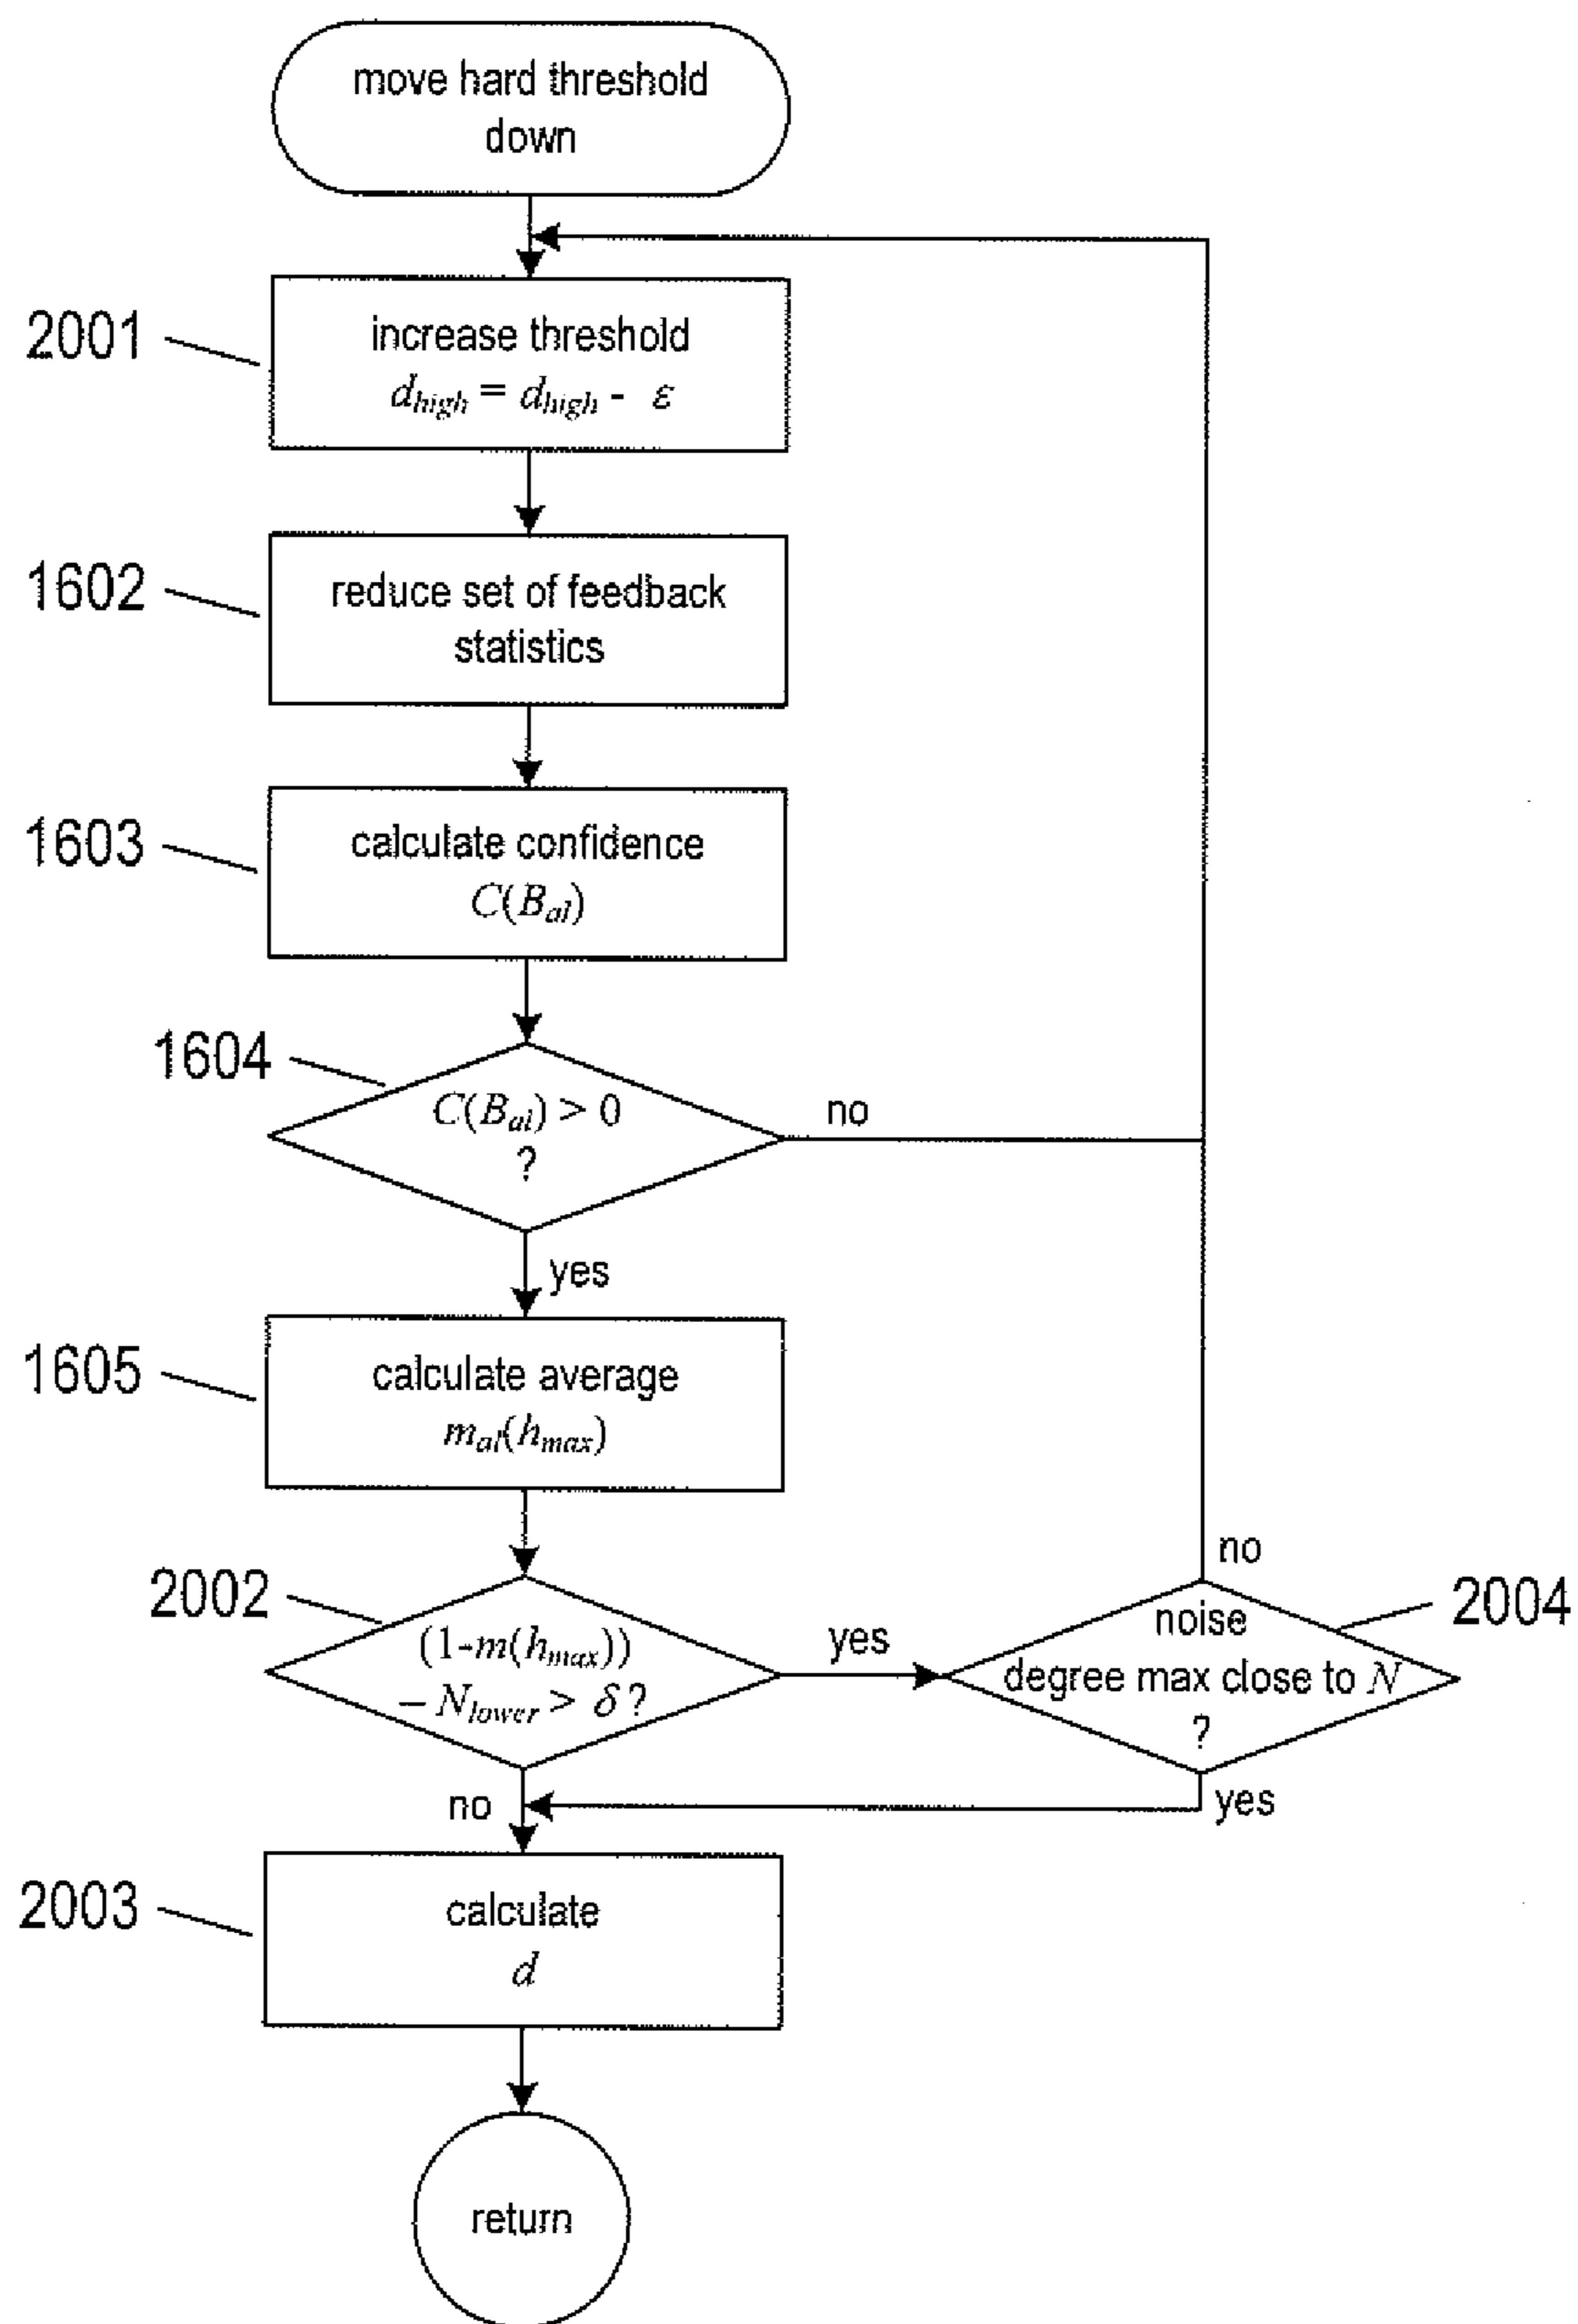 move hard threshold
down
2001
increase threshold
d_high = d_high - ε
1602
reduce set of feedback
statistics
1603
calculate confidence
C(B_al)
1604
C(B_al) > 0
?
no
yes
1605
calculate average
m_al(h_max)
2002
(1-m(h_max))
– N_lower > δ?
yes
no
no
2004
noise
degree max close to N
?
yes
2003
calculate
d
return